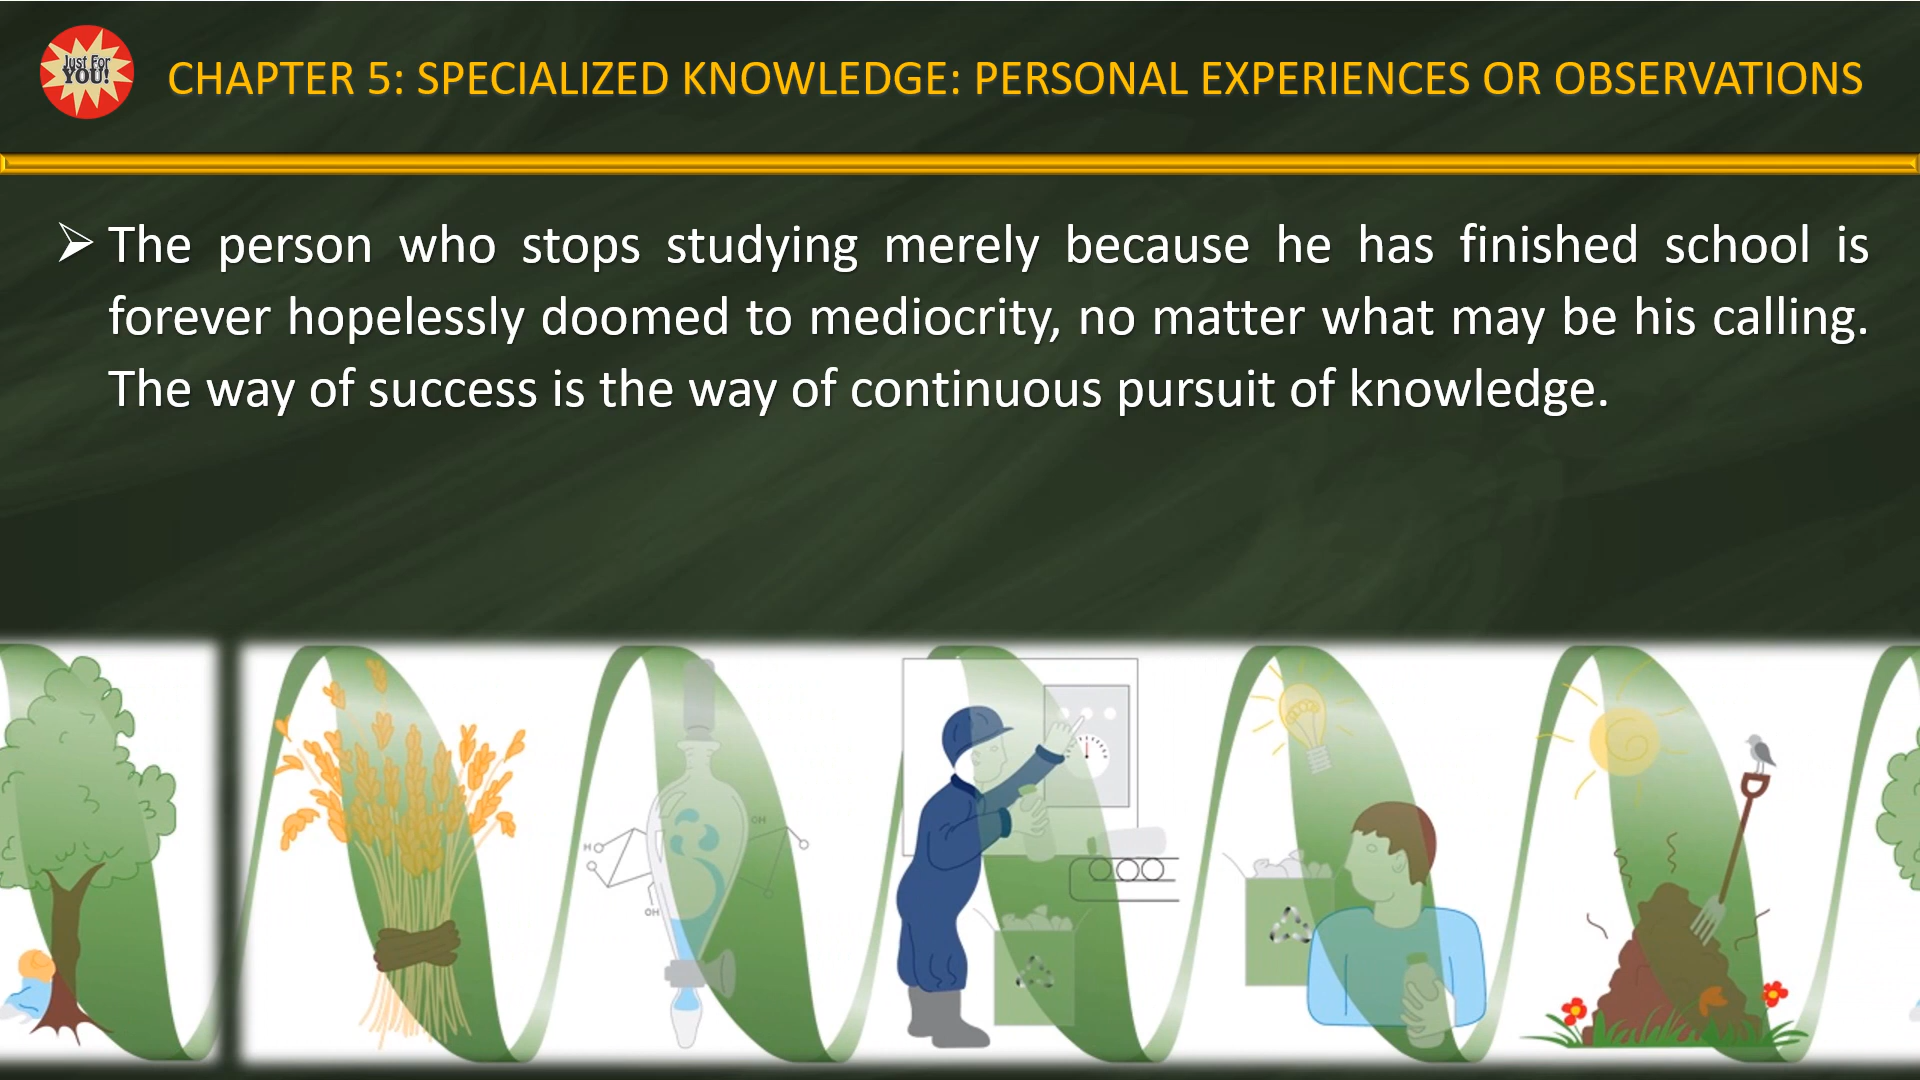 Just For
YOU!
CHAPTER 5: SPECIALIZED KNOWLEDGE: PERSONAL EXPERIENCES OR OBSERVATIONS
➢ The person who stops studying merely because he has finished school is
forever hopelessly doomed to mediocrity, no matter what may be his calling.
The way of success is the way of continuous pursuit of knowledge.
H
OH
OH